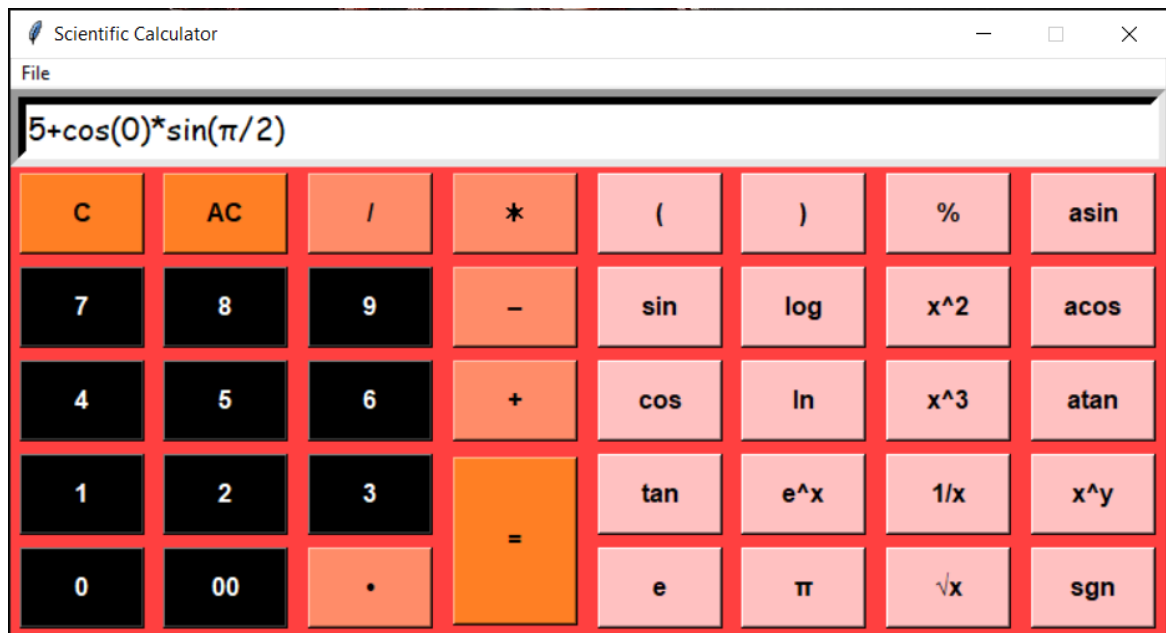 Scientific Calculator
File
5+cos(0)*sin(π/2)
C AC / * ( ) % asin
7 8 9 – sin log x^2 acos
4 5 6 + cos ln x^3 atan
1 2 3 = tan e^x 1/x x^y
0 00 • e π √x sgn